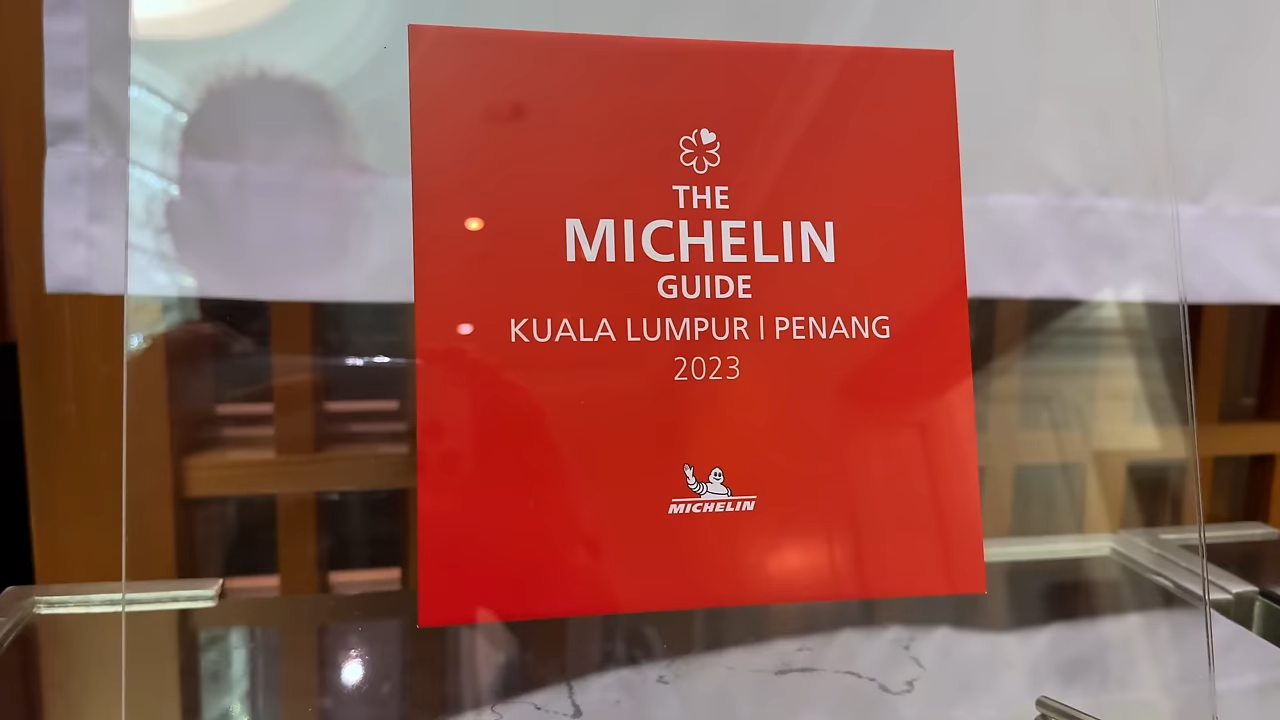 THE
MICHELIN
GUIDE
KUALA LUMPUR | PENANG
2023
MICHELIN